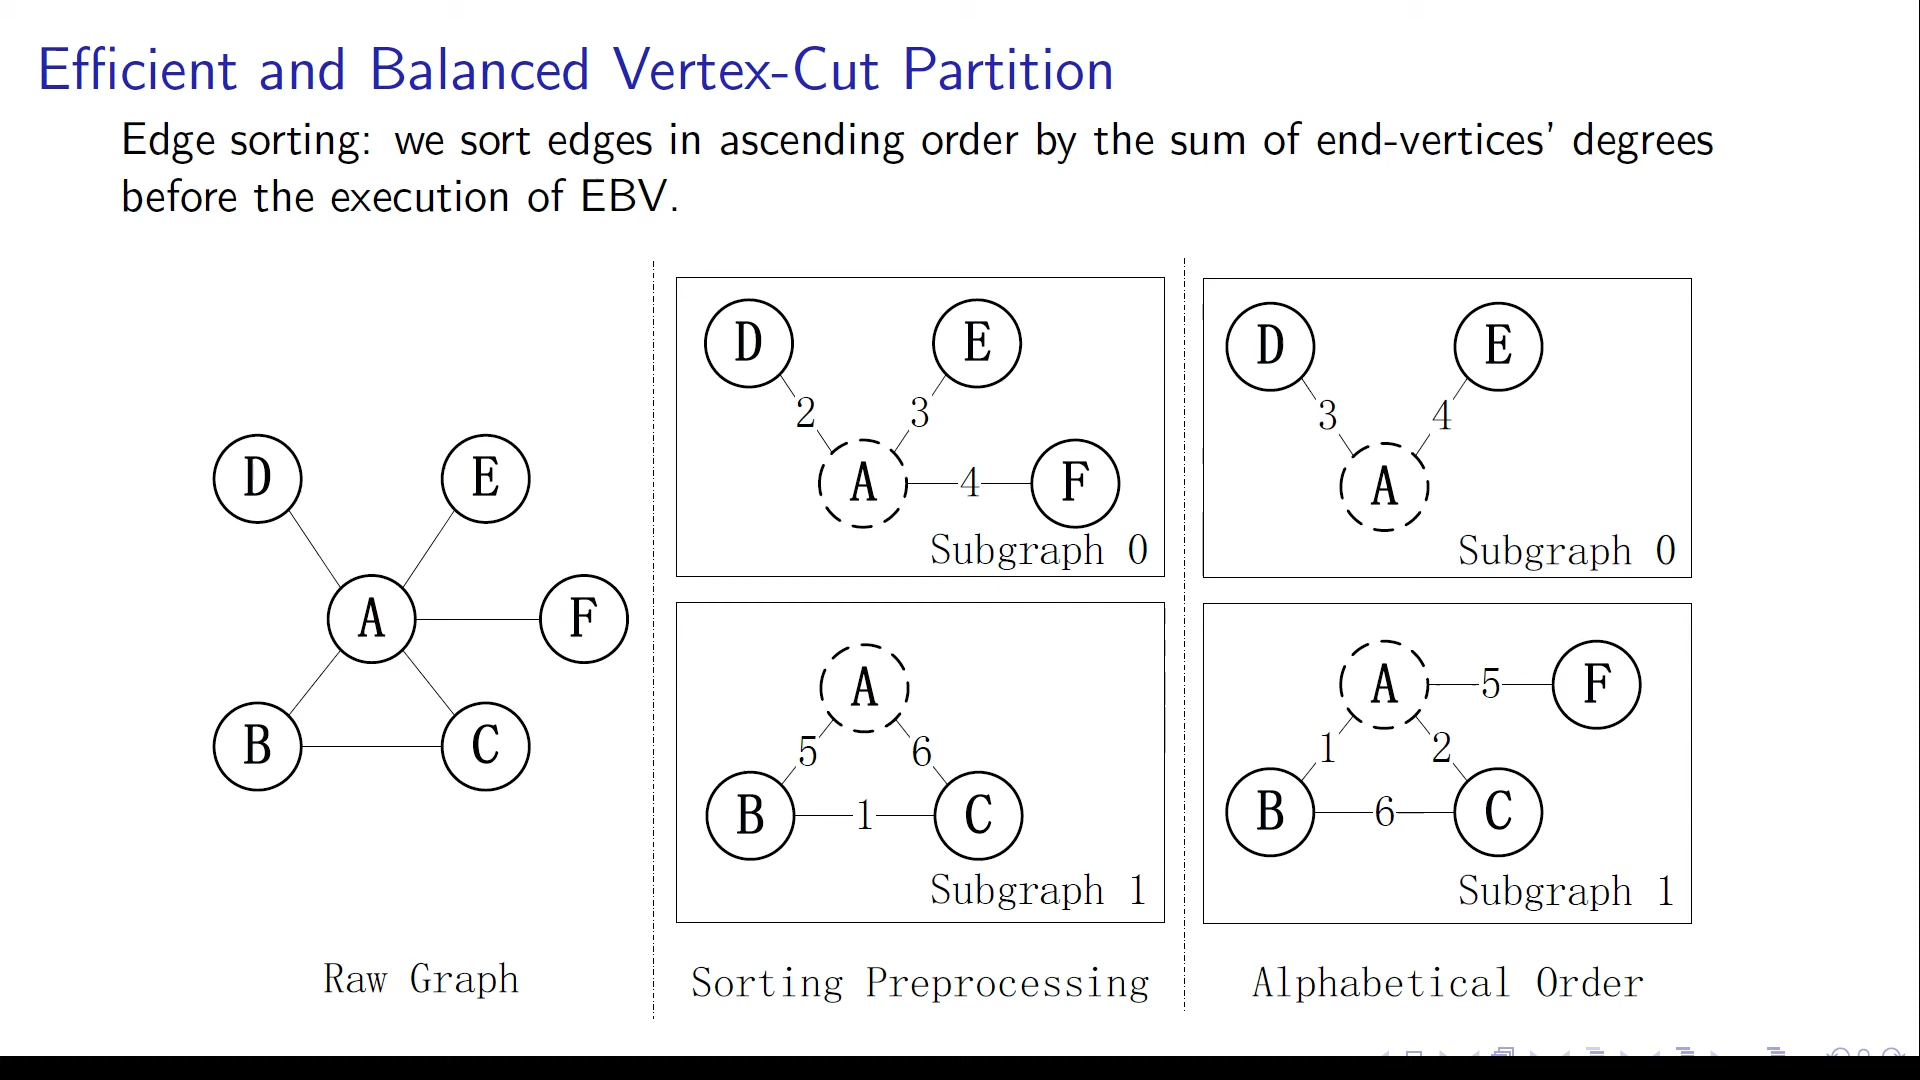 Efficient and Balanced Vertex-Cut Partition
Edge sorting: we sort edges in ascending order by the sum of end-vertices' degrees
before the execution of EBV.
D E
A F
B C
Raw Graph
D E
2 3
A 4 F
Subgraph 0
A
5 6
B 1 C
Subgraph 1
Sorting Preprocessing
D E
3 4
A
Subgraph 0
A 5 F
1 2
B 6 C
Subgraph 1
Alphabetical Order